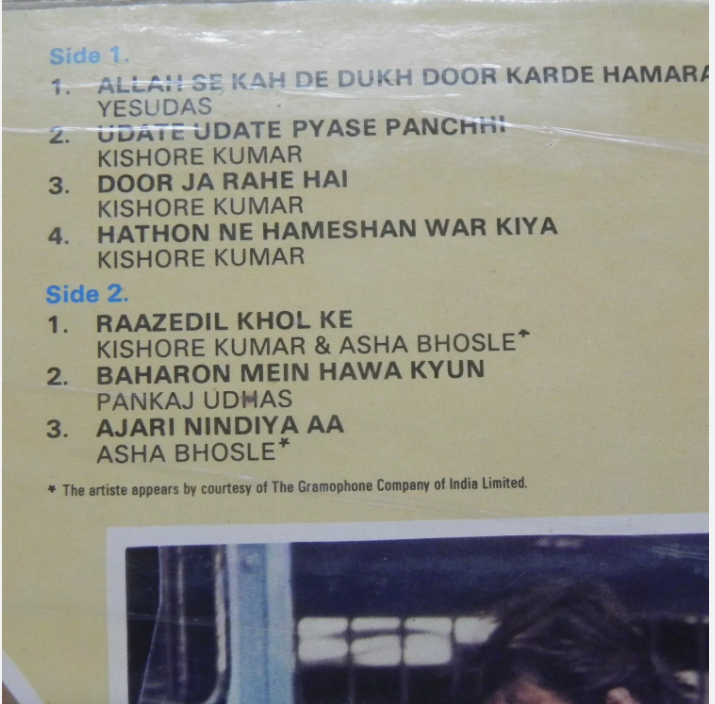 Side 1.
1. ALLAH SE KAH DE DUKH DOOR KARDE HAMARA
YESUDAS
2. UDATE UDATE PYASE PANCHHI
KISHORE KUMAR
3. DOOR JA RAHE HAI
KISHORE KUMAR
4. HATHON NE HAMESHAN WAR KIYA
KISHORE KUMAR
Side 2.
1. RAAZEDIL KHOL KE
KISHORE KUMAR & ASHA BHOSLE*
2. BAHARON MEIN HAWA KYUN
PANKAJ UDHAS
3. AJARI NINDIYA AA
ASHA BHOSLE*
* The artiste appears by courtesy of The Gramophone Company of India Limited.